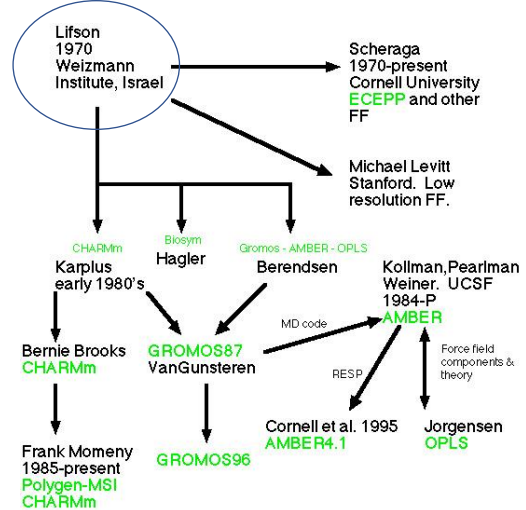 Lifson
1970
Weizmann
Institute, Israel
Scheraga
1970-present
Cornell University
ECEPP and other
FF
Michael Levitt
Stanford. Low
resolution FF.
CHARMm
Karplus
early 1980's
Biosym
Hagler
Gromos - AMBER - OPLS
Berendsen
Kollman,Pearlman
Weiner. UCSF
1984-P
AMBER
MD code
Bernie Brooks
CHARMm
GROMOS87
VanGunsteren
RESP
Force field
components &
theory
Cornell et al. 1995
AMBER4.1
Jorgensen
OPLS
Frank Momeny
1985-present
Polygen-MSI
CHARMm
GROMOS96